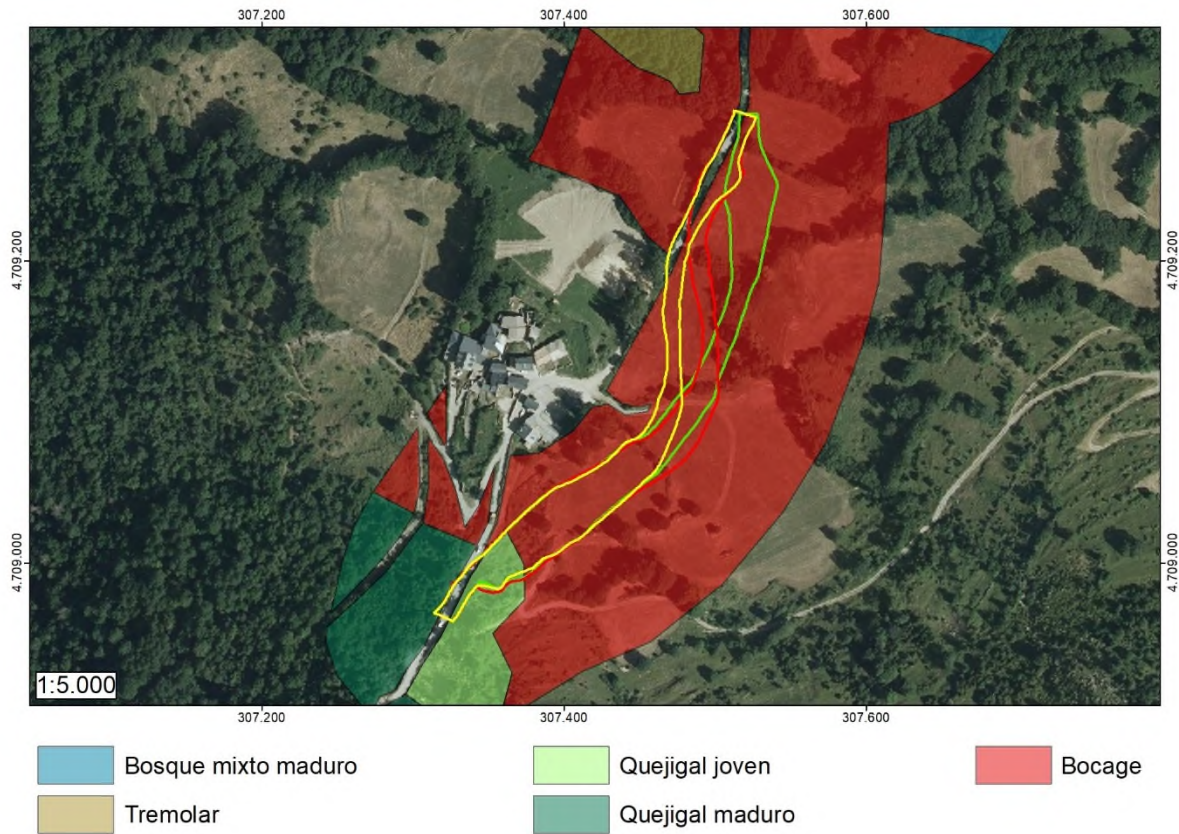 307.200 307.400 307.600
4.709.200 4.709.200
4.709.000 4.709.000
1:5.000
307.200 307.400 307.600
Bosque mixto maduro Quejigal joven Bocage
Tremolar Quejigal maduro